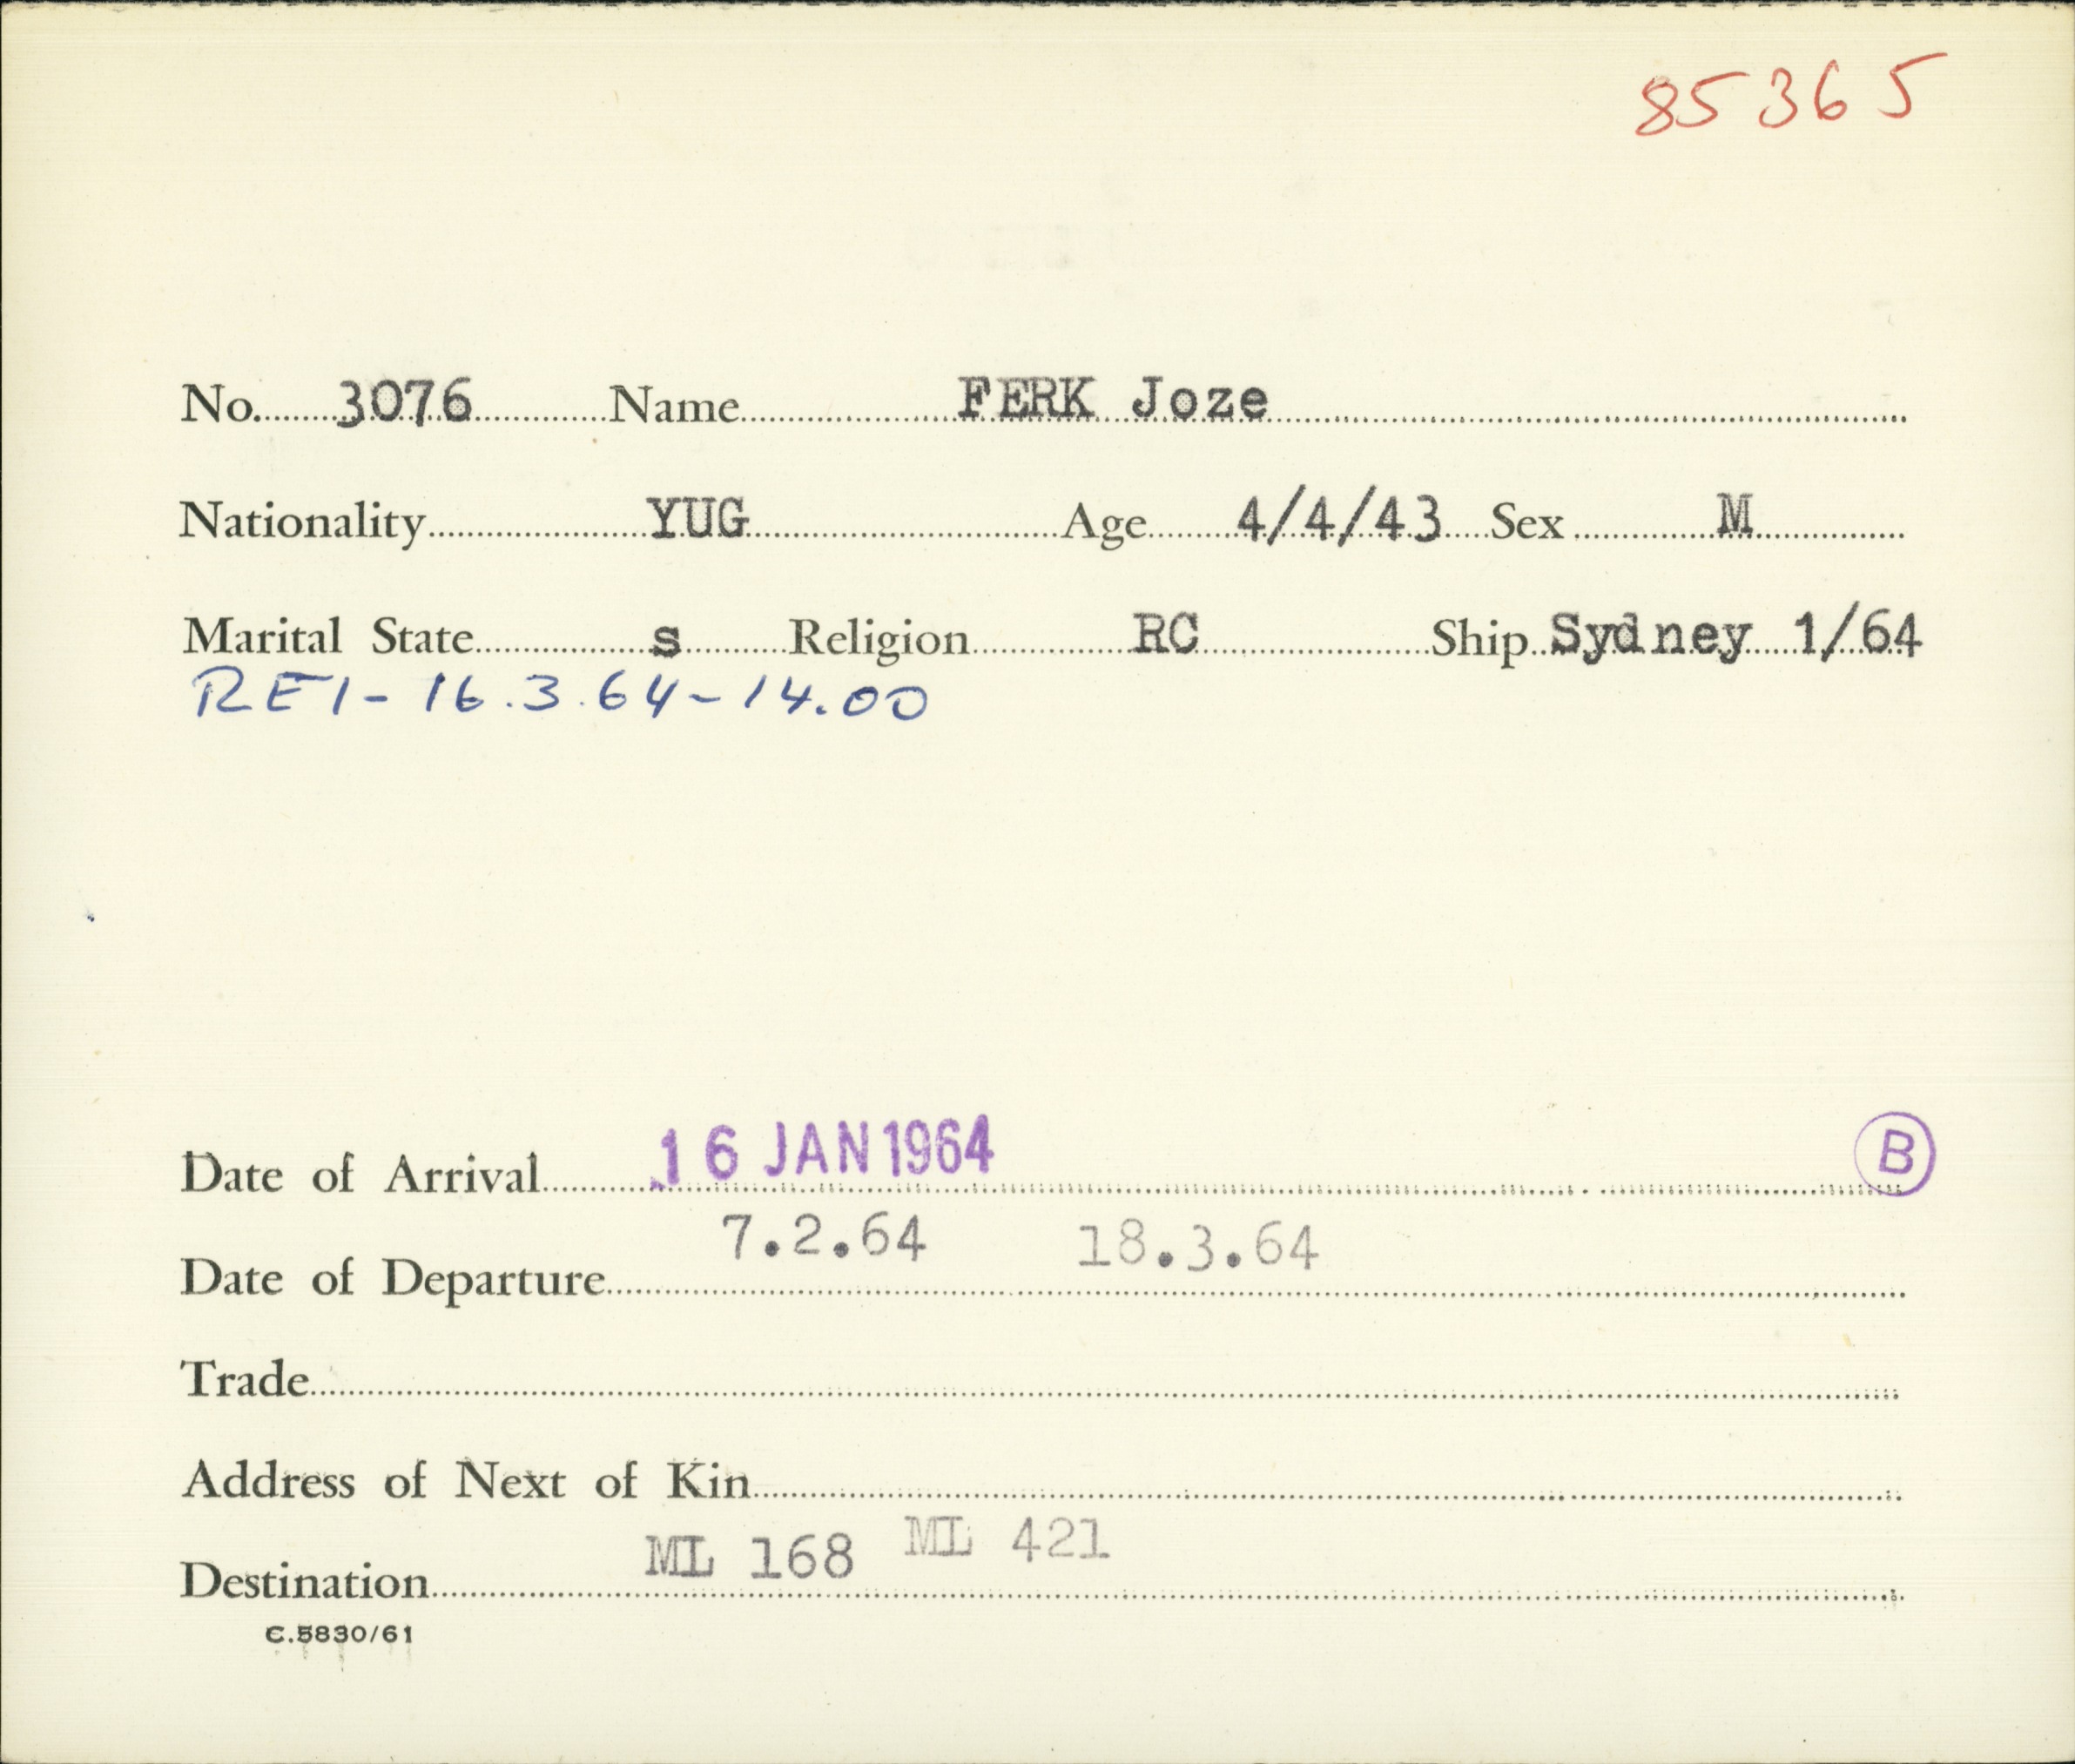 85365
No. 3076 Name FERK Joze
Nationality YUG Age 4/4/43 Sex M
Marital State s Religion RC Ship Sydney 1/64
REI - 16.3.64 - 14.00
Date of Arrival 16 JAN 1964 B
7.2.64 18.3.64
Date of Departure
Trade
Address of Next of Kin
ML 168 ML 421
Destination
C.5830/61